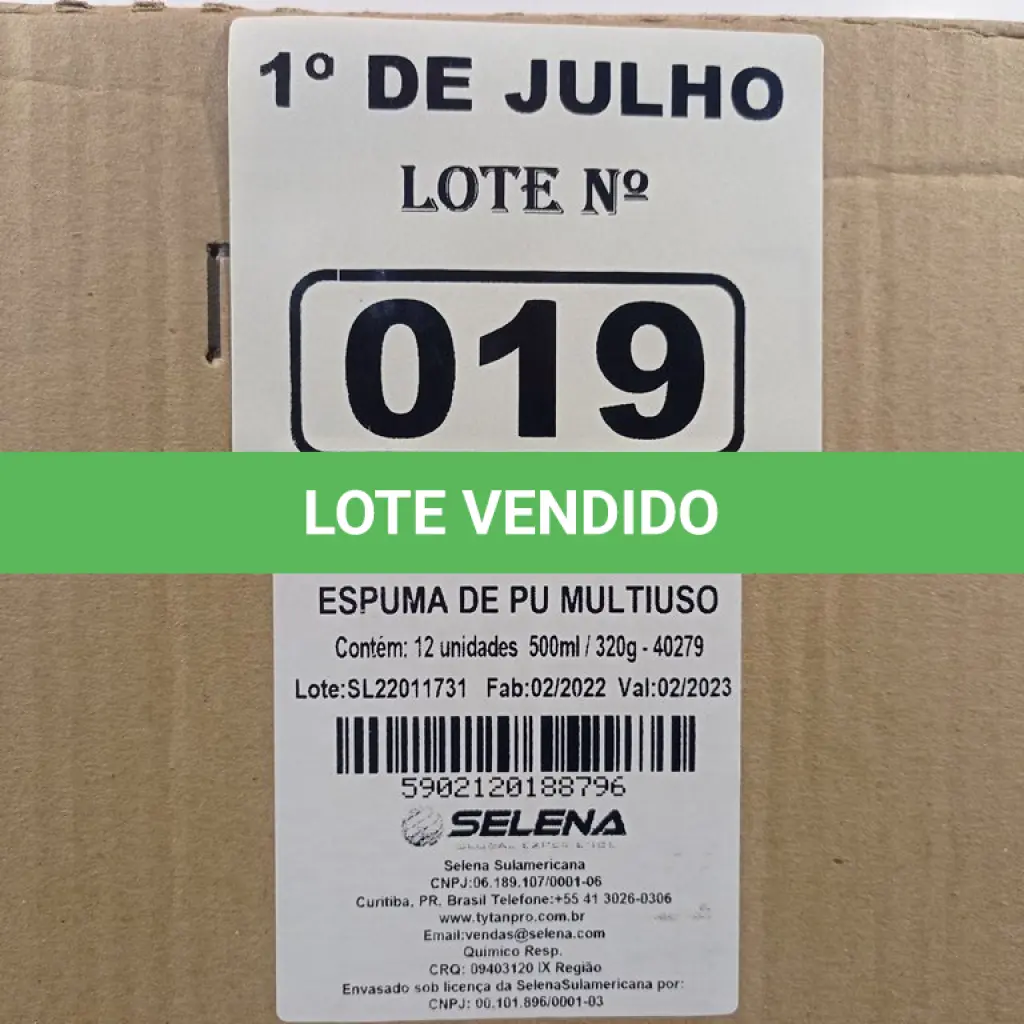 1º DE JULHO
LOTE Nº
019
LOTE VENDIDO
ESPUMA DE PU MULTIUSO
Contém: 12 unidades 500ml / 320g - 40279
Lote:SL22011731 Fab:02/2022 Val:02/2023
5902120188796
SELENA
Selena Sulamericana
CNPJ:06.189.107/0001-06
Curitiba, PR, Brasil Telefone:+55 41 3026-0306
www.tytanpro.com.br
Email:vendas@selena.com
Quimico Resp.
CRQ: 09403120 IX Região
Envasado sob licença da SelenaSulamericana por:
CNPJ: 00.101.896/0001-03